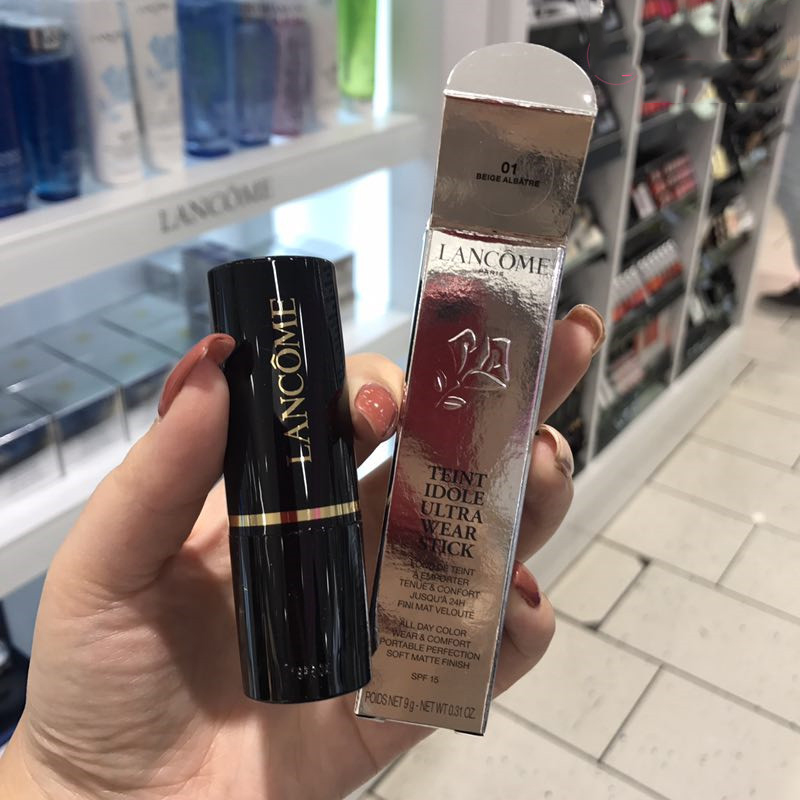 LANCÔME
01
BEIGE ALBÂTRE
LANCÔME
PARIS
LANCÔME
TEINT
IDOLE
ULTRA
WEAR
STICK
FOND DE TEINT
À EMPORTER
TENUE & CONFORT
JUSQU'À 24H
FINI MAT VELOUTÉ
ALL DAY COLOR
WEAR & COMFORT
PORTABLE PERFECTION
SOFT MATTE FINISH
SPF 15
POIDS NET 9 g - NET WT 0.31 OZ.